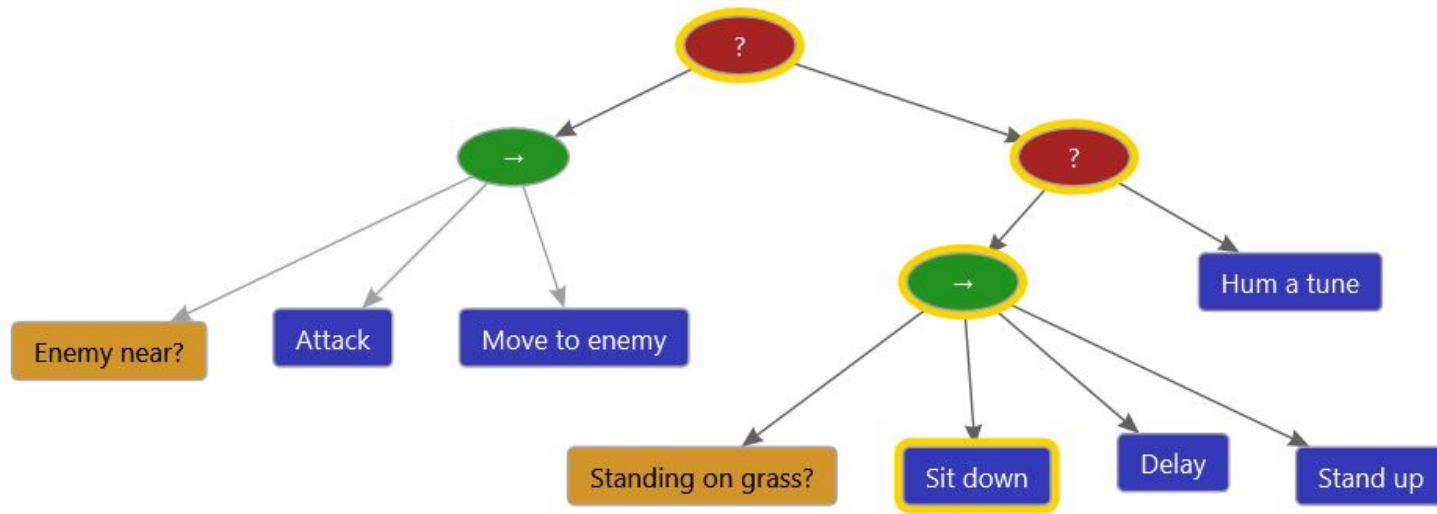 ?
→
?
→
Hum a tune
Enemy near?
Attack
Move to enemy
Standing on grass?
Sit down
Delay
Stand up